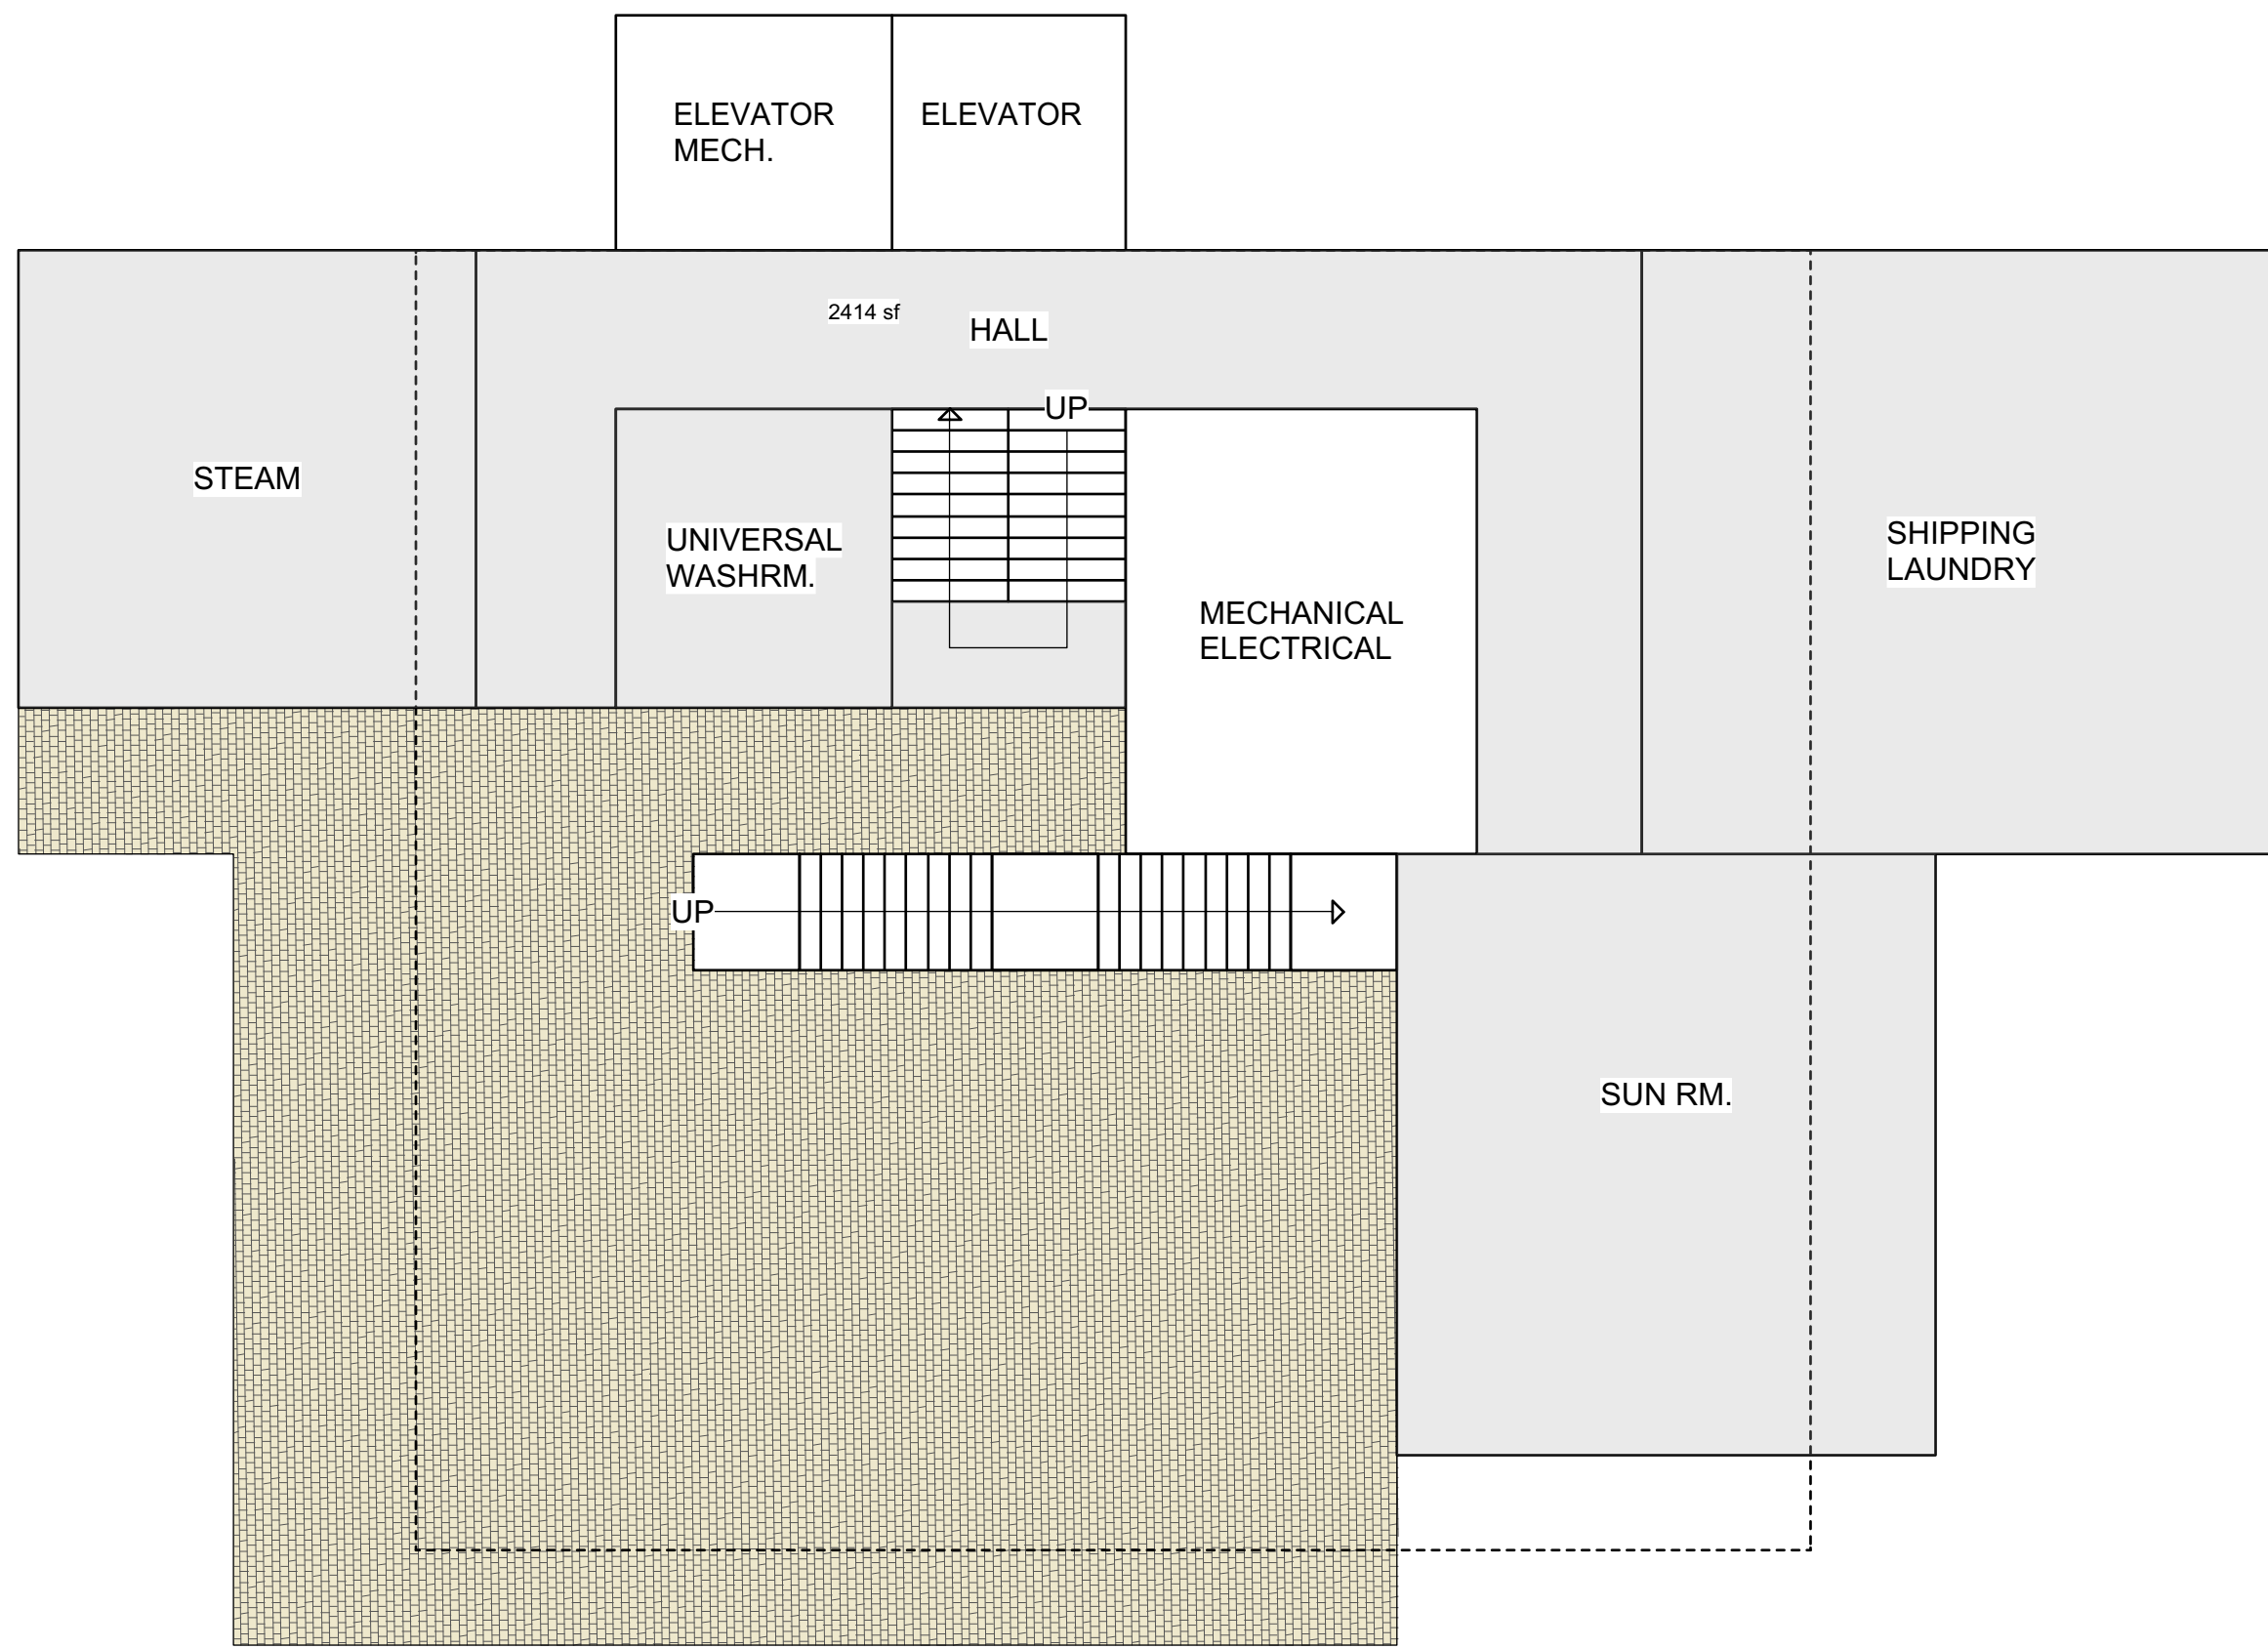 ELEVATOR
MECH.
ELEVATOR
2414 sf
HALL
UP
STEAM
UNIVERSAL
WASHRM.
SHIPPING
LAUNDRY
MECHANICAL
ELECTRICAL
UP
SUN RM.